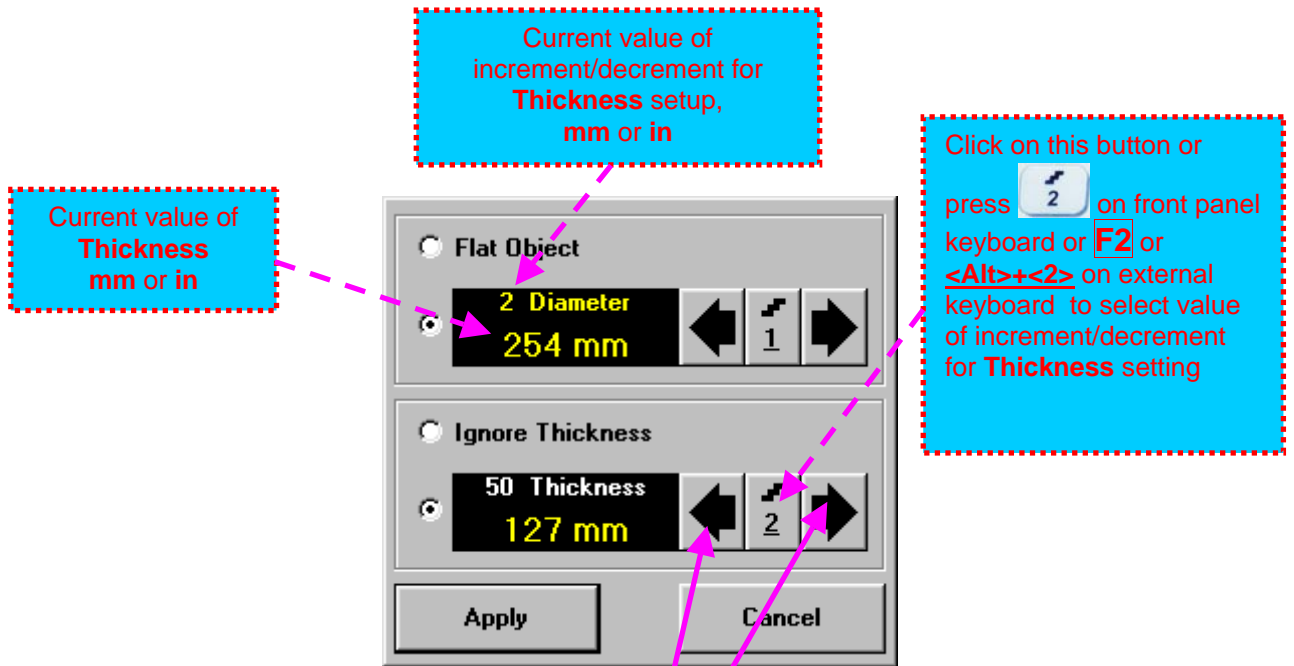 Current value of
increment/decrement for
Thickness setup,
mm or in
Current value of
Thickness
mm or in
Click on this button or
press 2 on front panel
keyboard or F2 or
<Alt>+<2> on external
keyboard to select value
of increment/decrement
for Thickness setting
Flat Object
2 Diameter
254 mm
1
Ignore Thickness
50 Thickness
127 mm
2
Apply
Cancel